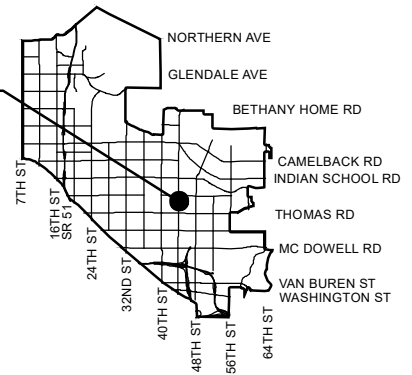 NORTHERN AVE
GLENDALE AVE
BETHANY HOME RD
CAMELBACK RD
INDIAN SCHOOL RD
THOMAS RD
MC DOWELL RD
VAN BUREN ST
WASHINGTON ST
7TH ST
16TH ST
SR 51
24TH ST
32ND ST
40TH ST
48TH ST
56TH ST
64TH ST